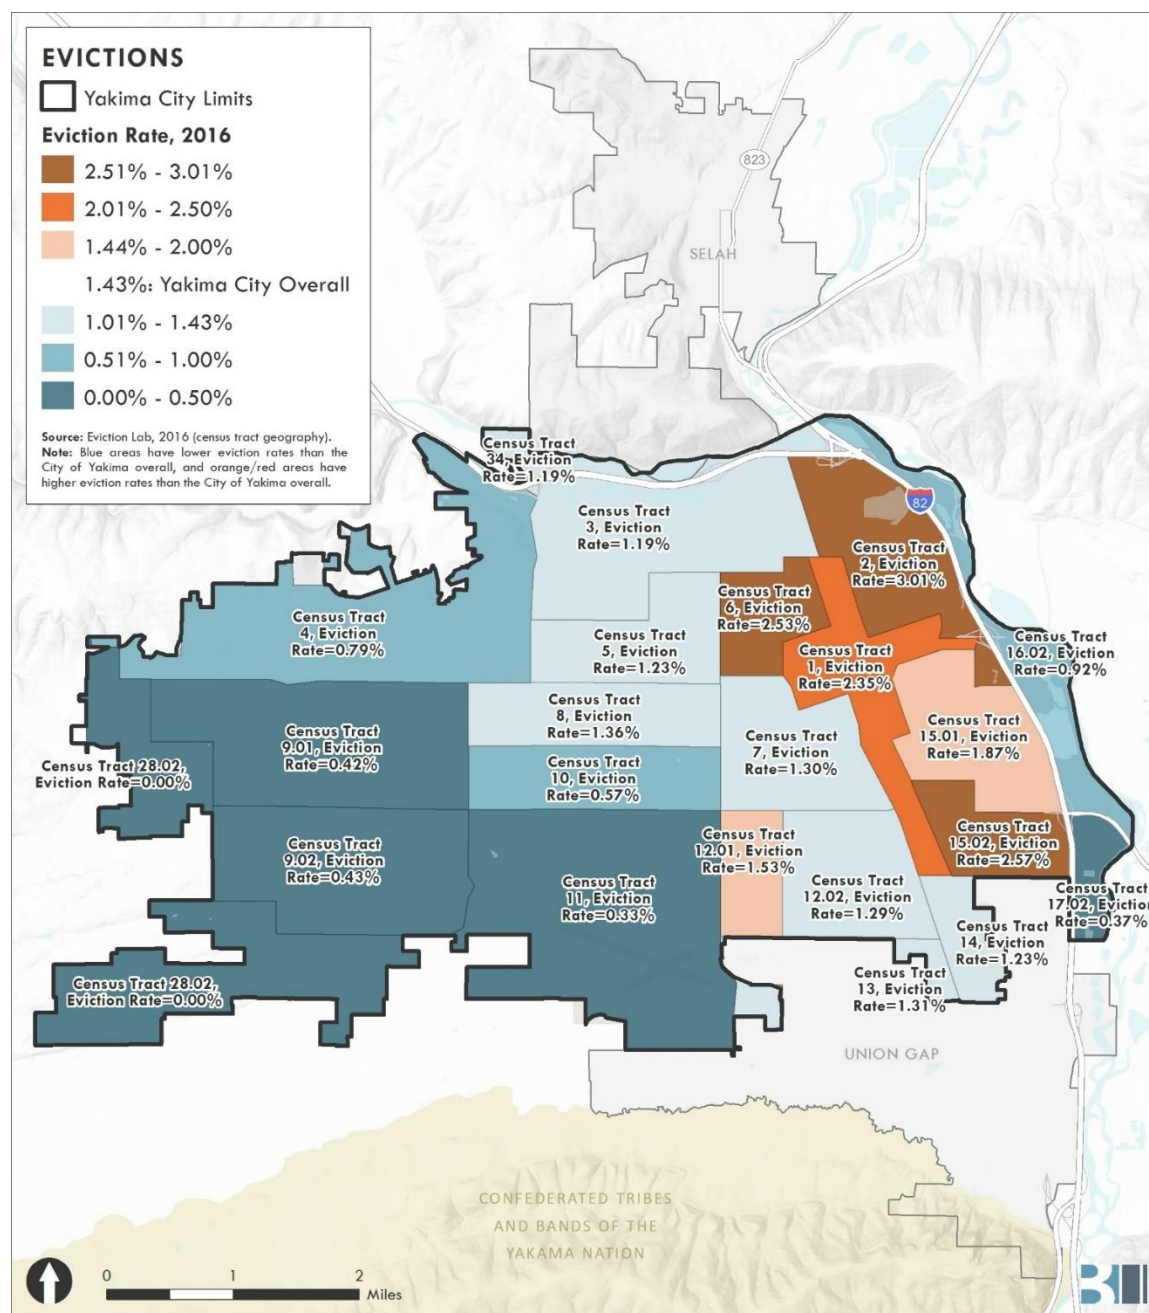 EVICTIONS
Yakima City Limits
Eviction Rate, 2016
2.51% - 3.01%
2.01% - 2.50%
1.44% - 2.00%
1.43%: Yakima City Overall
1.01% - 1.43%
0.51% - 1.00%
0.00% - 0.50%
Source: Eviction Lab, 2016 (census tract geography).
Note: Blue areas have lower eviction rates than the
City of Yakima overall, and orange/red areas have
higher eviction rates than the City of Yakima overall.
823
SELAH
82
Census Tract
34, Eviction
Rate=1.19%
Census Tract
3, Eviction
Rate=1.19%
Census Tract
2, Eviction
Rate=3.01%
Census Tract
6, Eviction
Rate=2.53%
Census Tract
4, Eviction
Rate=0.79%
Census Tract
5, Eviction
Rate=1.23%
Census Tract
1, Eviction
Rate=2.35%
Census Tract
16.02, Eviction
Rate=0.92%
Census Tract
8, Eviction
Rate=1.36%
Census Tract
9.01, Eviction
Rate=0.42%
Census Tract
7, Eviction
Rate=1.30%
Census Tract
15.01, Eviction
Rate=1.87%
Census Tract 28.02,
Eviction Rate=0.00%
Census Tract
10, Eviction
Rate=0.57%
Census Tract
9.02, Eviction
Rate=0.43%
Census Tract
12.01, Eviction
Rate=1.53%
Census Tract
15.02, Eviction
Rate=2.57%
Census Tract
11, Eviction
Rate=0.33%
Census Tract
12.02, Eviction
Rate=1.29%
Census Tract
17.02, Eviction
Rate=0.37%
Census Tract
14, Eviction
Rate=1.23%
Census Tract 28.02,
Eviction Rate=0.00%
Census Tract
13, Eviction
Rate=1.31%
UNION GAP
CONFEDERATED TRIBES
AND BANDS OF THE
YAKAMA NATION
0 1 2
Miles